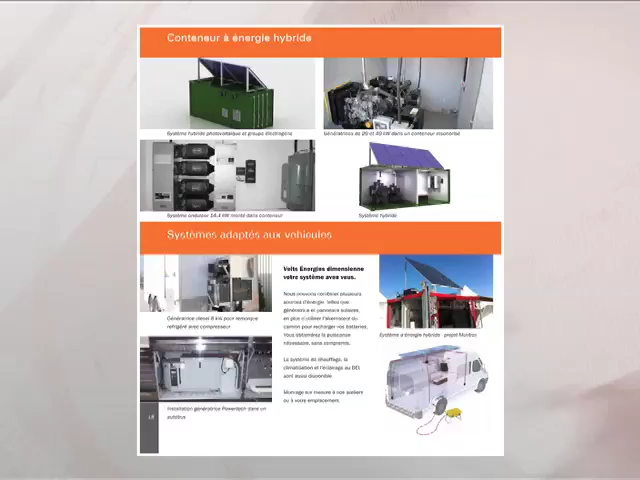 Conteneur à énergie hybride
Système hybride photovoltaïque et groupe électrogène
Génératrices de 20 et 40 kW dans un conteneur insonorisé
Système onduleur 14.4 kW monté dans conteneur
Système hybride
Systèmes adaptés aux véhicules
Volts Energies dimensionne
votre système avec vous.
Nous pouvons combiner plusieurs
sources d'énergie, telles que
génératrice et panneaux solaires,
en plus d'utiliser l'alternateur du
camion pour recharger vos batteries.
Vous obtiendrez la puissance
nécessaire, sans compromis.
Le système de chauffage, la
climatisation et l'éclairage au DEL
sont aussi disponible
Montage sur mesure à nos ateliers
ou à votre emplacement.
Génératrice diesel 8 kW pour remorque
réfrigéré avec compresseur
Système d'énergie hybride - projet
Installation génératrice Powertech dans un
autobus